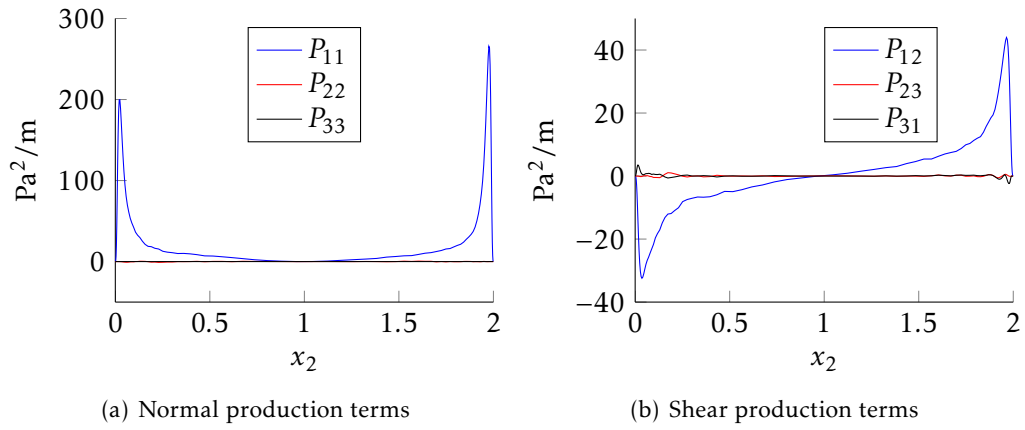 300
200
100
0
Pa²/m
0
0.5
1
1.5
2
x₂
P₁₁
P₂₂
P₃₃
(a) Normal production terms
40
20
0
−20
−40
Pa²/m
0
0.5
1
1.5
2
x₂
P₁₂
P₂₃
P₃₁
(b) Shear production terms